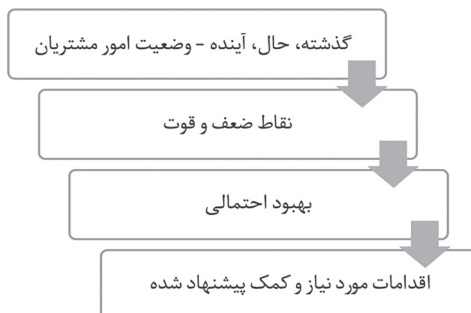 گذشته، حال، آینده - وضعیت امور مشتریان
نقاط ضعف و قوت
بهبود احتمالی
اقدامات مورد نیاز و کمک پیشنهاد شده